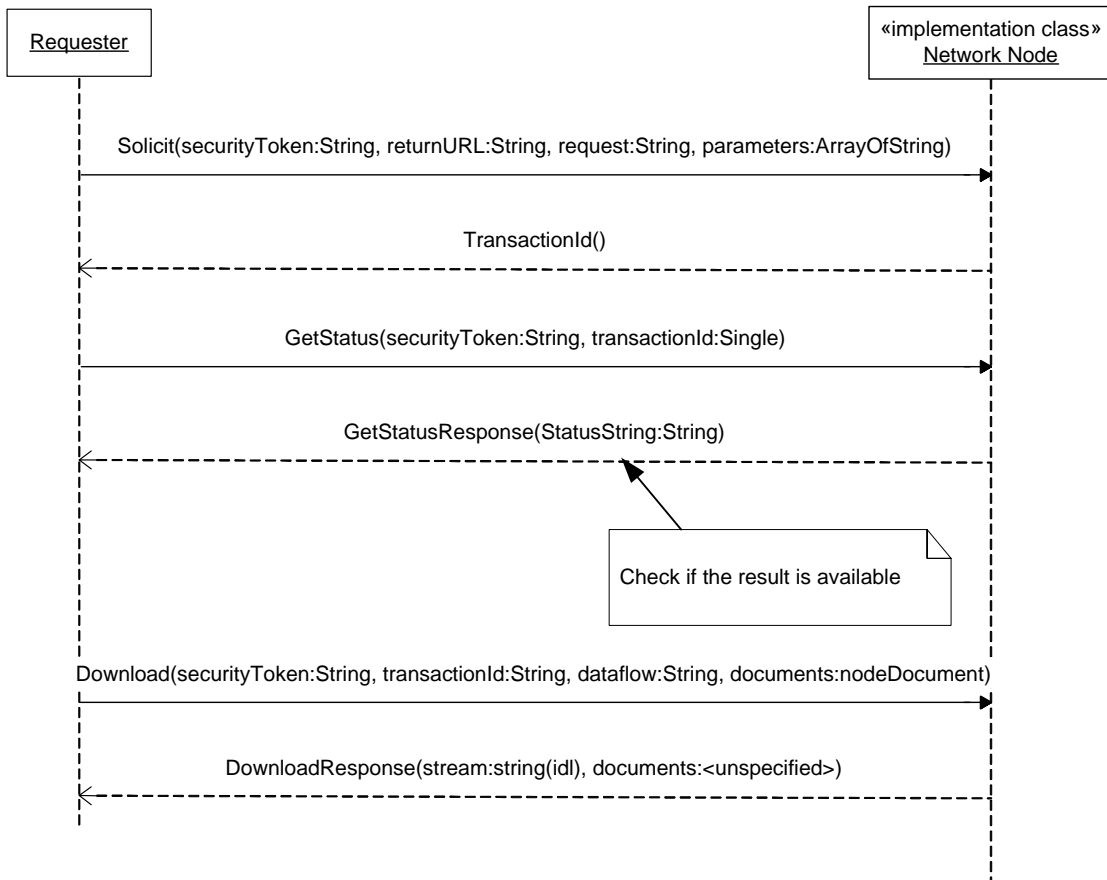 Requester
«implementation class»
Network Node
Solicit(securityToken:String, returnURL:String, request:String, parameters:ArrayOfString)
TransactionId()
GetStatus(securityToken:String, transactionId:Single)
GetStatusResponse(StatusString:String)
Check if the result is available
Download(securityToken:String, transactionId:String, dataflow:String, documents:nodeDocument)
DownloadResponse(stream:string(idl), documents:<unspecified>)